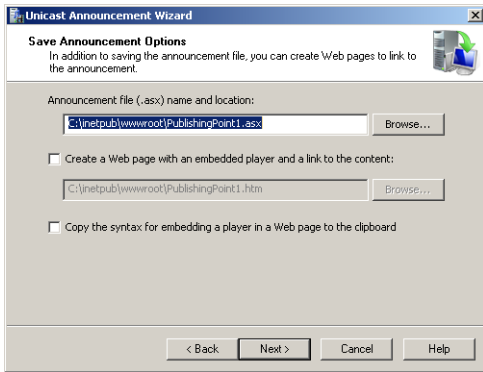 Unicast Announcement Wizard
Save Announcement Options
In addition to saving the announcement file, you can create Web pages to link to
the announcement.
Announcement file (.asx) name and location:
C:\inetpub\wwwroot\PublishingPoint1.asx
Browse...
Create a Web page with an embedded player and a link to the content:
C:\inetpub\wwwroot\PublishingPoint1.htm
Browse...
Copy the syntax for embedding a player in a Web page to the clipboard
< Back
Next >
Cancel
Help